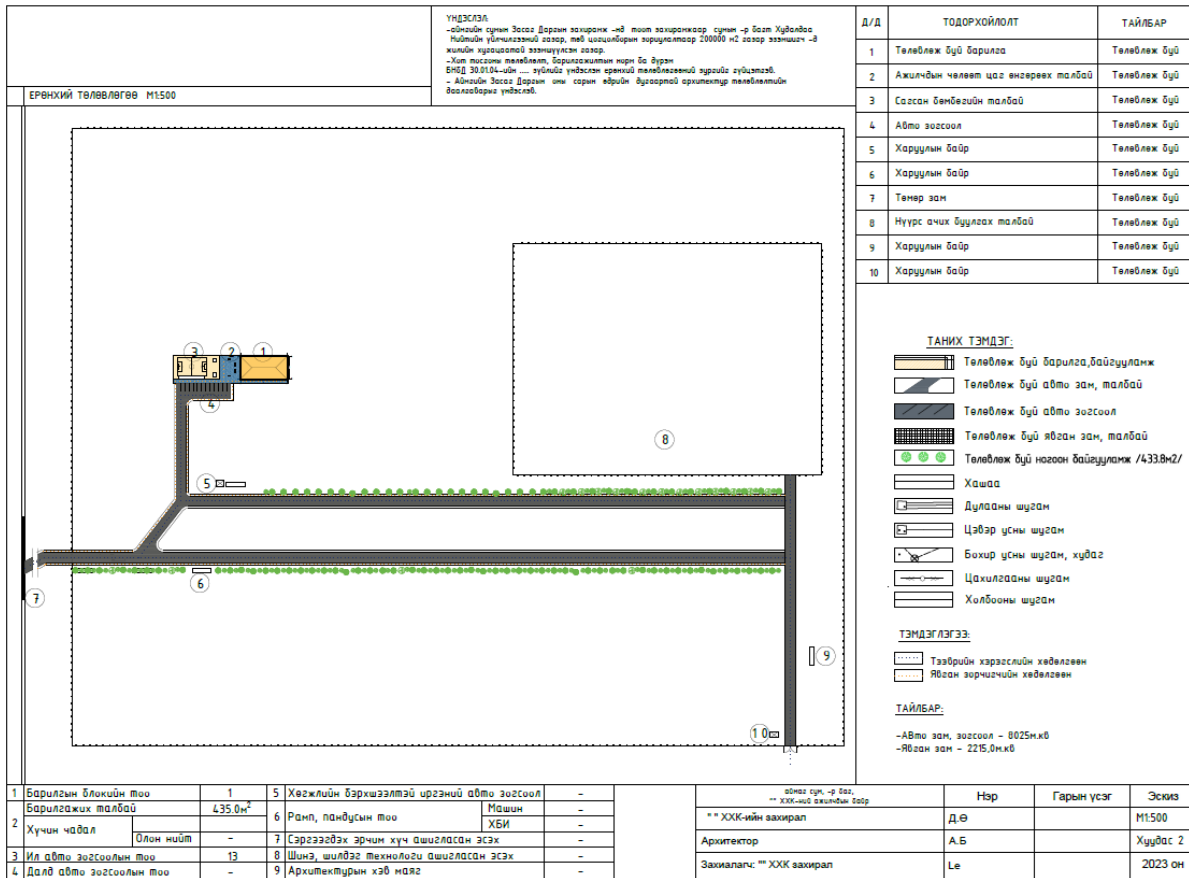 ҮНДЭСЛЭЛ:
-аймгийн сумын Засаг Даргын захирамж -нд тоот захирамжаар сумын -р багт Худалдаа
Нийтийн үйлчилгээний газар, төв цогцолборын зориулалтаар 200000 м2 газар эзэмшигч -д
жилийн хугацаатай эзэмшүүлсэн газар.
-Хот тосгоны төлөвлөлт, барилгажилтын норм ба дүрэм
БНбД 30.01.04-ийн .... зүйлийг үндэслэн ерөнхий төлөвлөгөөний зургийг гүйцэтгэв.
- Аймгийн Засаг Даргын оны сарын өдрийн дугаартай архитектур төлөвлөлтийн
даалгаварыг үндэслэв.
ЕРӨНХИЙ ТӨЛӨВЛӨГӨӨ М1:500
Д/Д ТОДОРХОЙЛОЛТ ТАЙЛБАР
1 Төлөвлөж буй барилга Төлөвлөж буй
2 Ажилчдын чөлөөт цаг өнгөрөөх талбай Төлөвлөж буй
3 Сагсан бөмбөгийн талбай Төлөвлөж буй
4 Авто зогсоол Төлөвлөж буй
5 Харуулын байр Төлөвлөж буй
6 Харуулын байр Төлөвлөж буй
7 Төмөр зам Төлөвлөж буй
8 Нүүрс ачих буулгах талбай Төлөвлөж буй
9 Харуулын байр Төлөвлөж буй
10 Харуулын байр Төлөвлөж буй
3 2 1
4
8
5
6
7
9
10
ТАНИХ ТЭМДЭГ:
Төлөвлөж буй барилга,байгууламж
Төлөвлөж буй авто зам, талбай
Төлөвлөж буй авто зогсоол
Төлөвлөж буй явган зам, талбай
Төлөвлөж буй ногоон байгууламж /433.8м2/
Хашаа
Дулааны шугам
Цэвэр усны шугам
Бохир усны шугам, худаг
Цахилгааны шугам
Холбооны шугам
ТЭМДЭГЛЭГЭЭ:
Тээврийн хэрэгслийн хөдөлгөөн
Явган зорчигчийн хөдөлгөөн
ТАЙЛБАР:
-Авто зам, зогсоол - 8025м.кв
-Явган зам - 2215,0м.кв
1 Барилгын блокийн тоо 1
2 Барилгажих талбай 435.0м²
Хүчин чадал
Олон нийт -
3 Ил авто зогсоолын тоо 13
4 Далд авто зогсоолын тоо -
5 Хөгжлийн бэрхшээлтэй иргэний авто зогсоол -
6 Рамп, пандусын тоо Машин -
ХБИ -
7 Сэргээгдэх эрчим хүч ашигласан эсэх -
8 Шинэ, шилдэг технологи ашигласан эсэх -
9 Архитектурын хэв маяг -
аймаг сум, -р баг,
"" ХХК-ний ажилчдын байр
Нэр Гарын үсэг Эскиз
" " ХХК-ийн захирал Д.Ө М1:500
Архитектор А.Б Хуудас 2
Захиалагч: "" ХХК захирал Le 2023 он